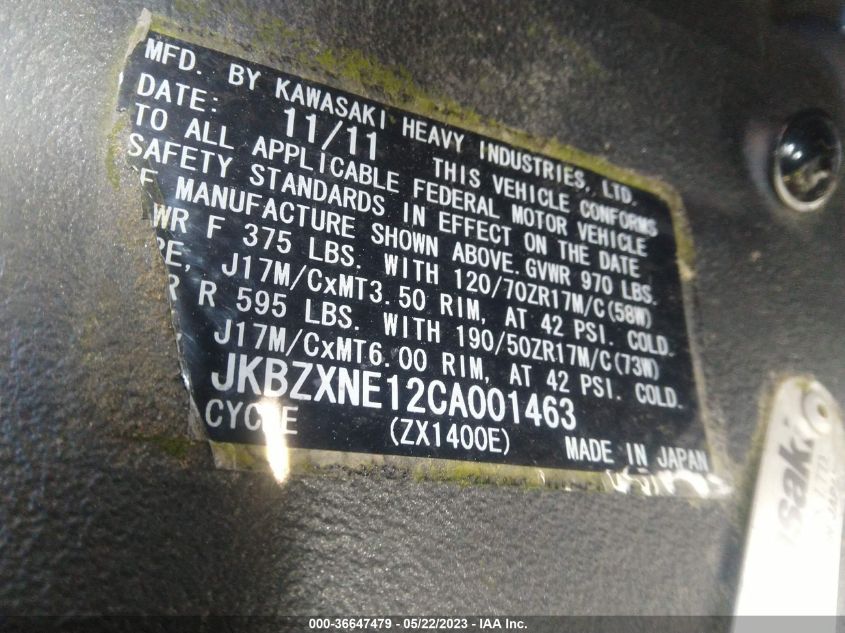 MFD. BY KAWASAKI HEAVY INDUSTRIES, LTD.
DATE: 11/11 THIS VEHICLE CONFORMS
TO ALL APPLICABLE FEDERAL MOTOR VEHICLE
SAFETY STANDARDS IN EFFECT ON THE DATE
MANUFACTURE SHOWN ABOVE. GVWR 970 LBS.
WR F 375 LBS. WITH 120/70ZR17M/C(58W)
RE, J17M/CxMT3.50 RIM, AT 42 PSI. COLD.
R R 595 LBS. WITH 190/50ZR17M/C(73W)
J17M/CxMT6.00 RIM, AT 42 PSI. COLD.
JKBZXNE12CA001463
CYCLE (ZX1400E) MADE IN JAPAN
asaki
000-36647479 — 05/22/2023 — IAA Inc.